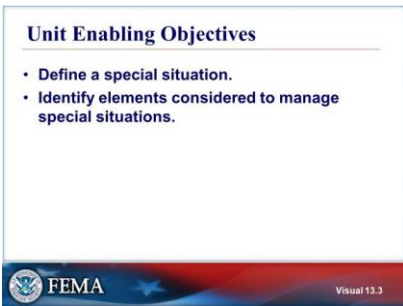 Unit Enabling Objectives
• Define a special situation.
• Identify elements considered to manage
special situations.
FEMA
Visual 13.3